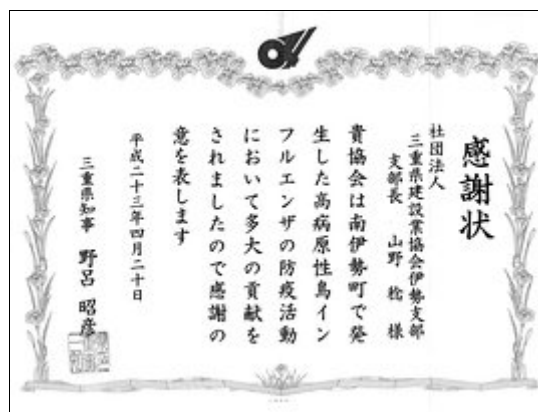 感謝状
社団法人
三重県建設業協会伊勢支部
支部長 山野 稔 様
貴協会は南伊勢町で発
生した高病原性鳥イン
フルエンザの防疫活動
において多大の貢献を
されましたので感謝の
意を表します
平成二十三年四月二十日
三重県知事 野呂 昭彦